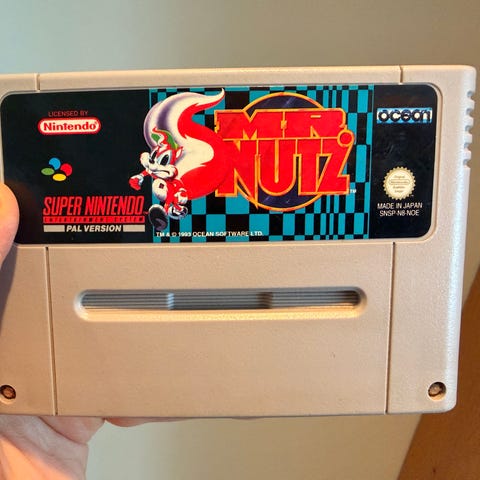 LICENSED BY
Nintendo
SUPER NINTENDO
ENTERTAINMENT SYSTEM
PAL VERSION
MR.
NUTZ
TM & © 1993 OCEAN SOFTWARE LTD.
ocean
MADE IN JAPAN
SNSP-N8-NOE